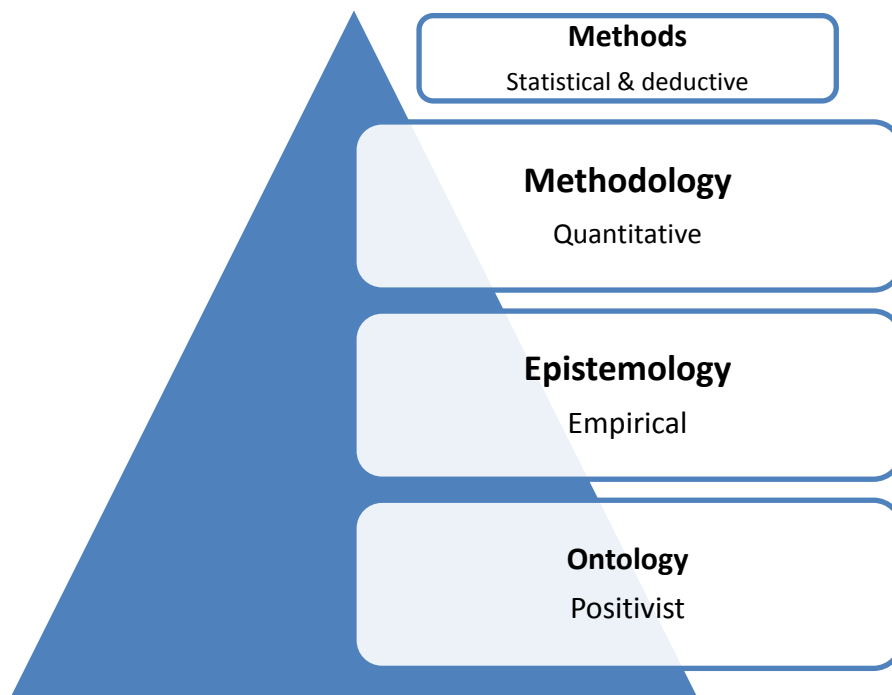 Methods
Statistical & deductive
Methodology
Quantitative
Epistemology
Empirical
Ontology
Positivist